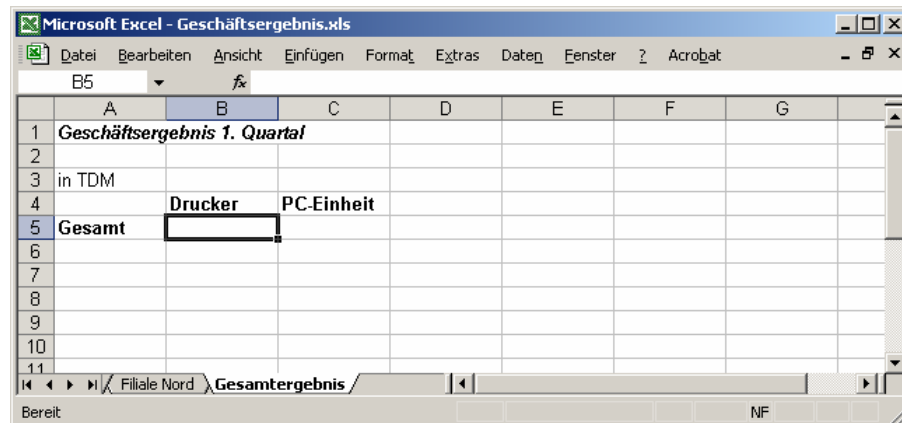 Microsoft Excel - Geschäftsergebnis.xls
Datei Bearbeiten Ansicht Einfügen Format Extras Daten Fenster ? Acrobat
B5 fx
A B C D E F G
1 Geschäftsergebnis 1. Quartal
2
3 in TDM
4 Drucker PC-Einheit
5 Gesamt
6
7
8
9
10
11
Filiale Nord Gesamtergebnis
Bereit NF